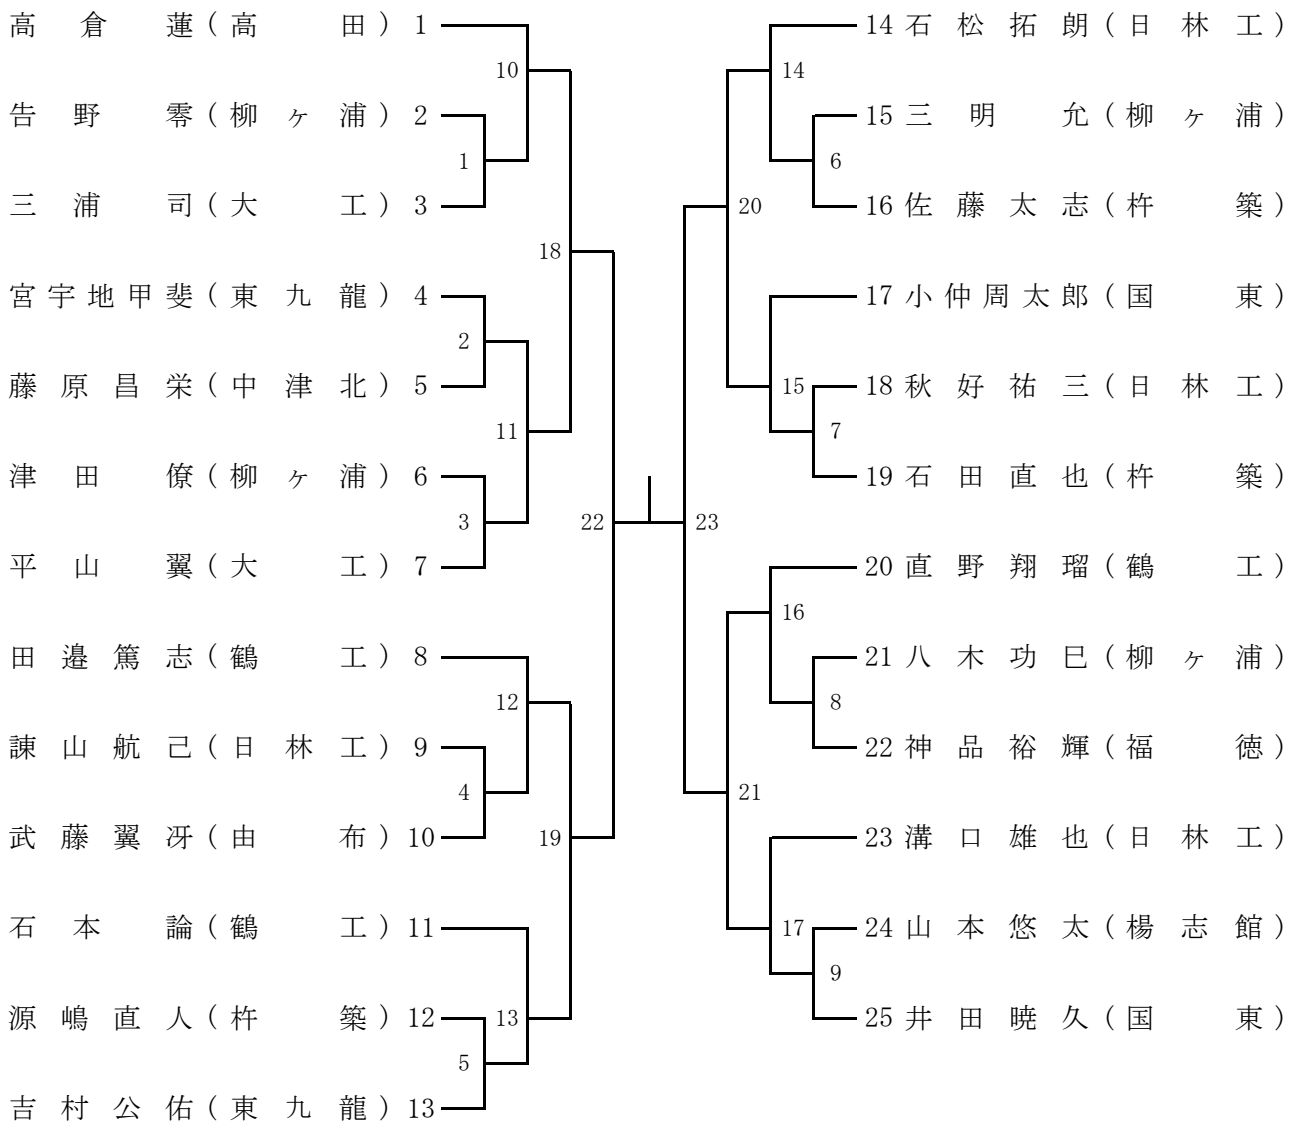 高倉蓮(高田) 1
告野零(柳ヶ浦) 2
三浦司(大工) 3
宮宇地甲斐(東九龍) 4
藤原昌栄(中津北) 5
津田僚(柳ヶ浦) 6
平山翼(大工) 7
田邉篤志(鶴工) 8
諫山航己(日林工) 9
武藤翼冴(由布) 10
石本論(鶴工) 11
源嶋直人(杵築) 12
吉村公佑(東九龍) 13
10
1
18
2
11
3
22
12
4
19
13
5
14
6
20
15
7
23
16
8
21
17
9
14 石松拓朗(日林工)
15 三明允(柳ヶ浦)
16 佐藤太志(杵築)
17 小仲周太郎(国東)
18 秋好祐三(日林工)
19 石田直也(杵築)
20 直野翔瑠(鶴工)
21 八木功巳(柳ヶ浦)
22 神品裕輝(福徳)
23 溝口雄也(日林工)
24 山本悠太(楊志館)
25 井田暁久(国東)